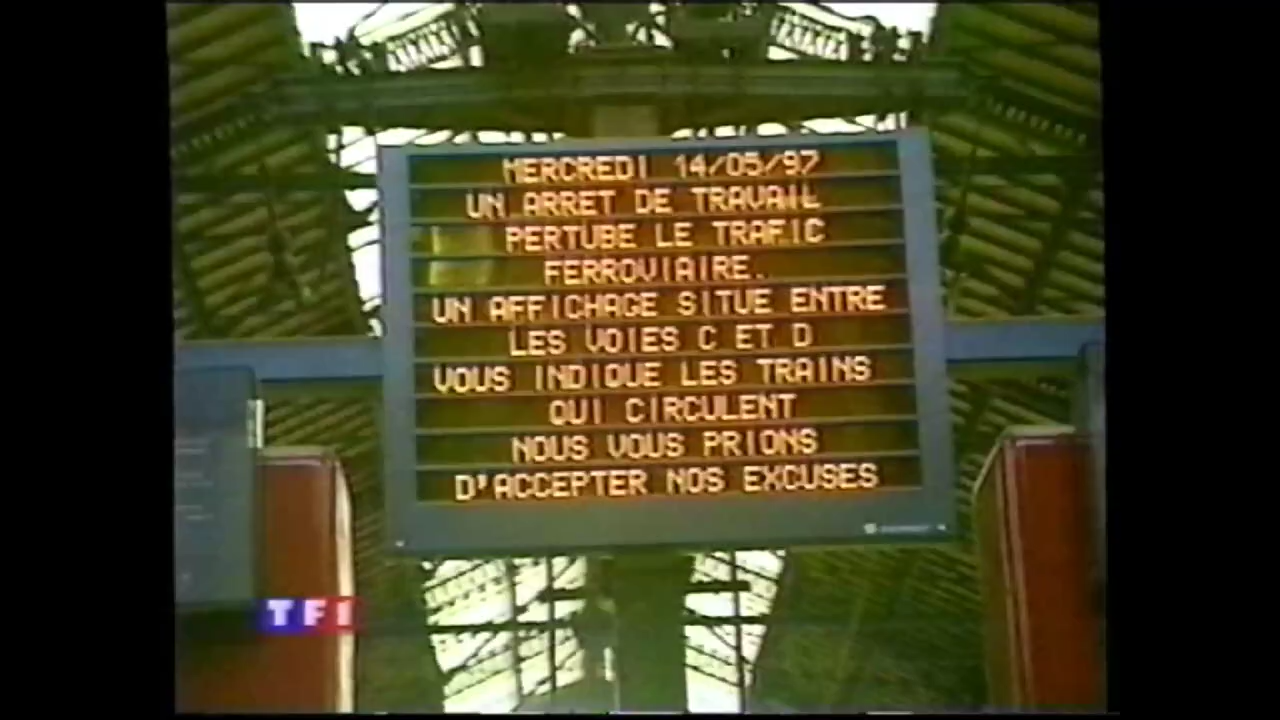 MERCREDI 14/05/97
UN ARRET DE TRAVAIL
PERTUBE LE TRAFIC
FERROVIAIRE.
UN AFFICHAGE SITUE ENTRE
LES VOIES C ET D
VOUS INDIQUE LES TRAINS
QUI CIRCULENT
NOUS VOUS PRIONS
D'ACCEPTER NOS EXCUSES
TF1